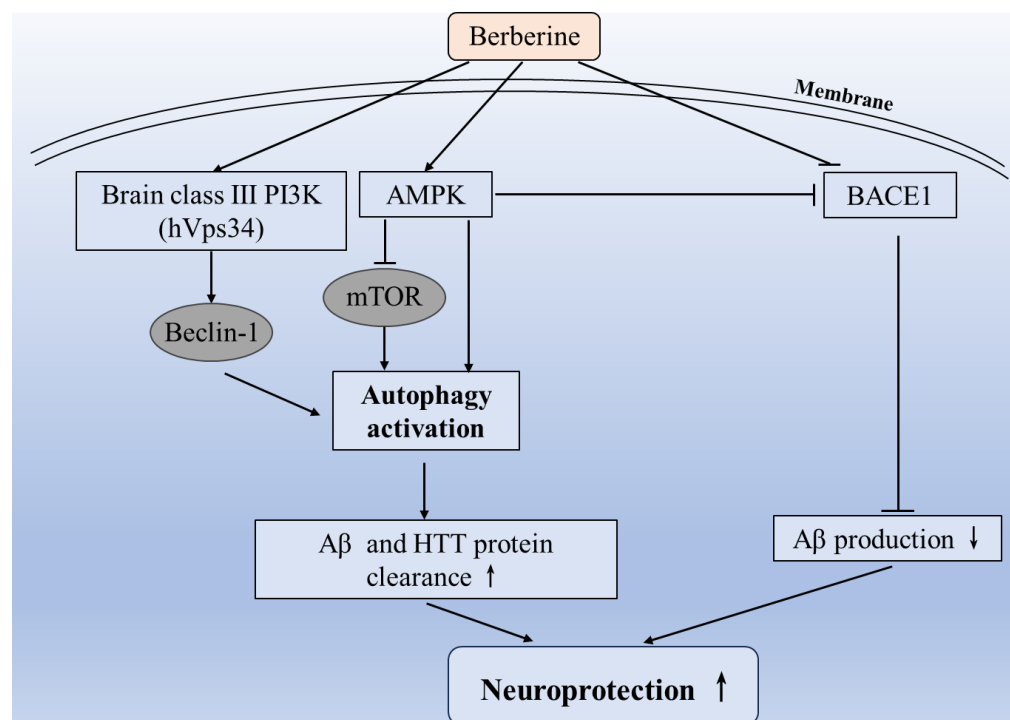 Berberine
Membrane
Brain class III PI3K
(hVps34)
AMPK
BACE1
mTOR
Beclin-1
Autophagy
activation
Aβ and HTT protein
clearance ↑
Aβ production ↓
Neuroprotection ↑